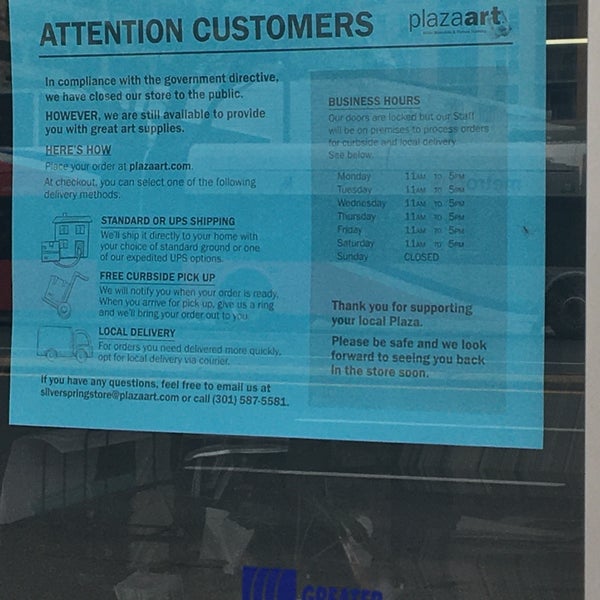 ATTENTION CUSTOMERS
plazaart
In compliance with the government directive,
we have closed our store to the public.
HOWEVER, we are still available to provide
you with great art supplies.
HERE'S HOW
Place your order at plazaart.com.
At checkout, you can select one of the following
delivery methods:
STANDARD OR UPS SHIPPING
We'll ship it directly to your home with
your choice of standard ground or one
of our expedited UPS options.
FREE CURBSIDE PICK UP
We will notify you when your order is ready.
When you arrive for pick up, give us a ring
and we'll bring your order out to you.
LOCAL DELIVERY
For orders you need delivered more quickly,
opt for local delivery via courier.
If you have any questions, feel free to email us at
silverspringstore@plazaart.com or call (301) 587-5581.
BUSINESS HOURS
Our doors are locked but our Staff
will be on premises to process orders
for curbside and local delivery.
See below.
Monday 11AM TO 5PM
Tuesday 11AM TO 5PM
Wednesday 11AM TO 5PM
Thursday 11AM TO 5PM
Friday 11AM TO 5PM
Saturday 11AM TO 5PM
Sunday CLOSED
Thank you for supporting
your local Plaza.
Please be safe and we look
forward to seeing you back
in the store soon.
GREATER